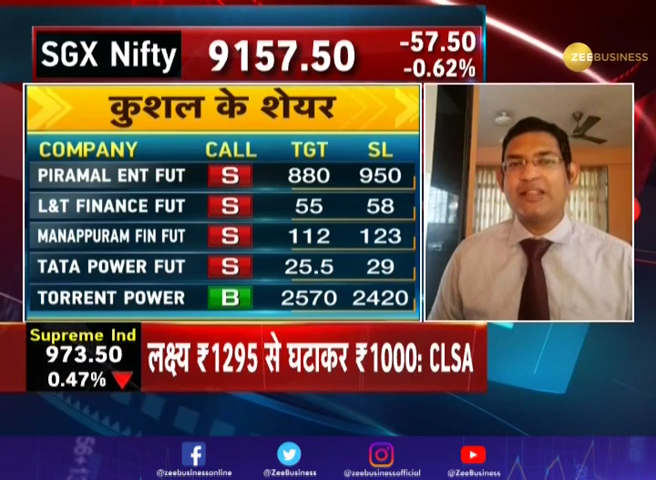 SGX Nifty 9157.50 -57.50
-0.62%
ZEEBUSINESS
कुशल के शेयर
COMPANY CALL TGT SL
PIRAMAL ENT FUT S 880 950
L&T FINANCE FUT S 55 58
MANAPPURAM FIN FUT S 112 123
TATA POWER FUT S 25.5 29
TORRENT POWER B 2570 2420
Supreme Ind
973.50
0.47%
लक्ष्य ₹1295 से घटाकर ₹1000: CLSA
@zeebusinessonline @ZeeBusiness @zeebusinessofficial @ZeeBusiness